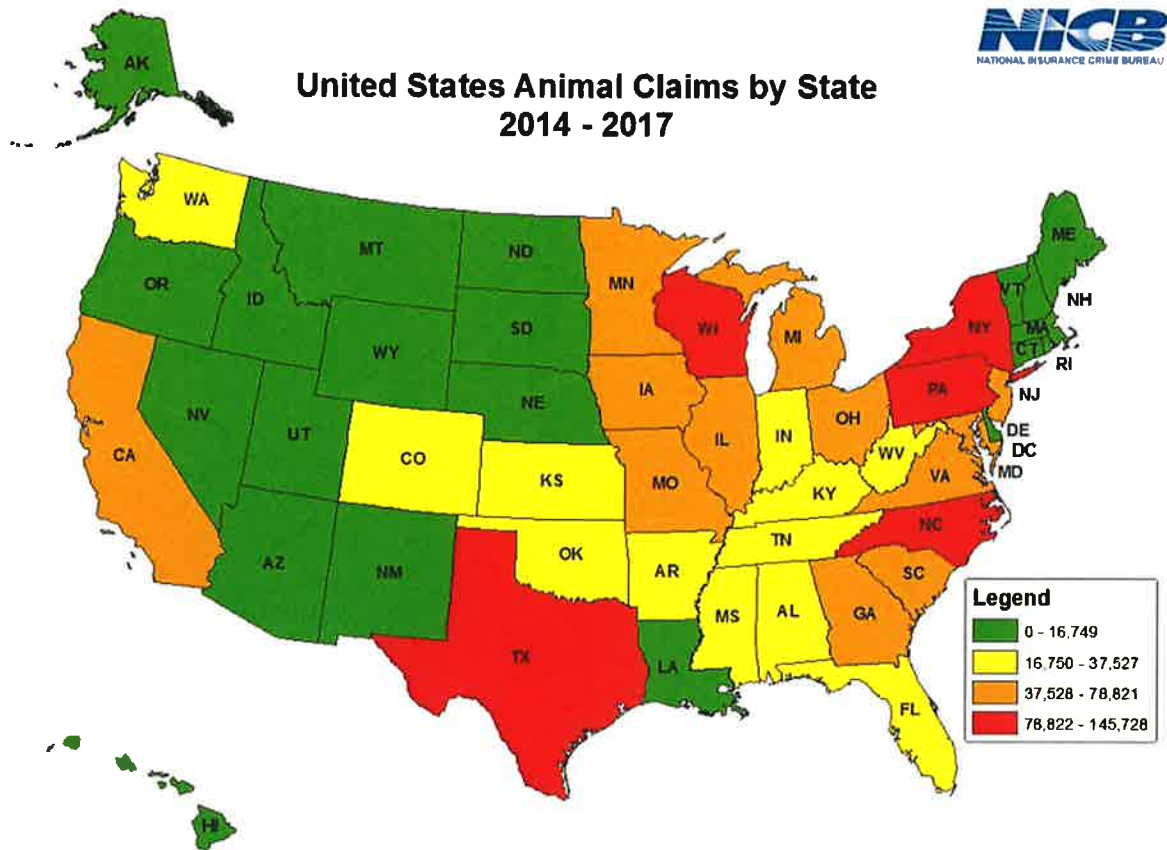 NICB
NATIONAL INSURANCE CRIME BUREAU
United States Animal Claims by State
2014 - 2017
AK
WA
MT
ND
MN
ME
VT
NH
OR
ID
SD
WI
MI
NY
MA
CT
RI
WY
IA
PA
NJ
NV
UT
NE
IL
IN
OH
DE
DC
CA
CO
KS
MO
WV
VA
MD
KY
AZ
NM
OK
AR
TN
NC
SC
MS
AL
GA
TX
LA
FL
HI
Legend
0 - 16,749
16,750 - 37,527
37,528 - 78,821
78,822 - 145,728